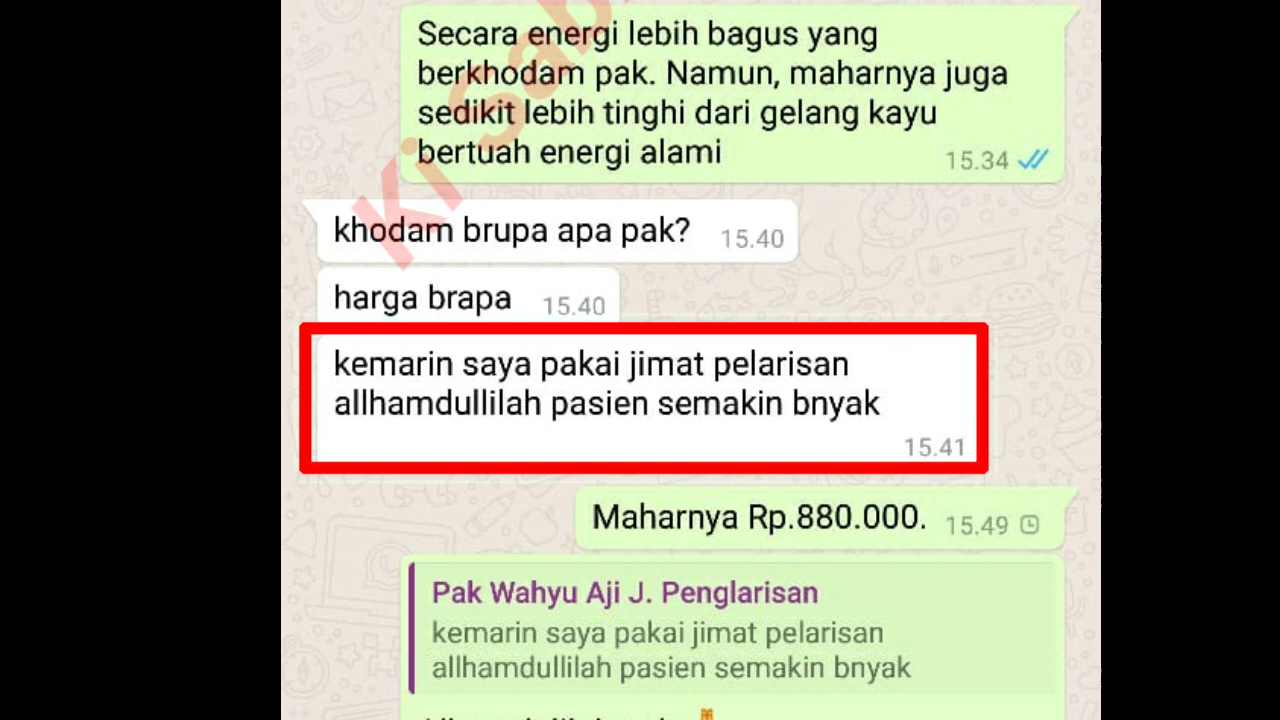 Secara energi lebih bagus yang
berkhodam pak. Namun, maharnya juga
sedikit lebih tinghi dari gelang kayu
bertuah energi alami
15.34
khodam brupa apa pak?
15.40
harga brapa
15.40
kemarin saya pakai jimat pelarisan
allhamdullilah pasien semakin bnyak
15.41
Maharnya Rp.880.000.
15.49
Pak Wahyu Aji J. Penglarisan
kemarin saya pakai jimat pelarisan
allhamdullilah pasien semakin bnyak
Ki Sab